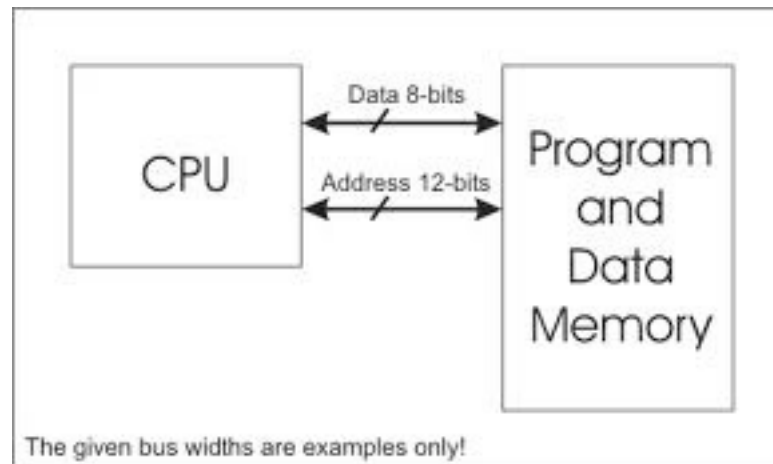 CPU
Data 8-bits
Address 12-bits
Program
and
Data
Memory
The given bus widths are examples only!